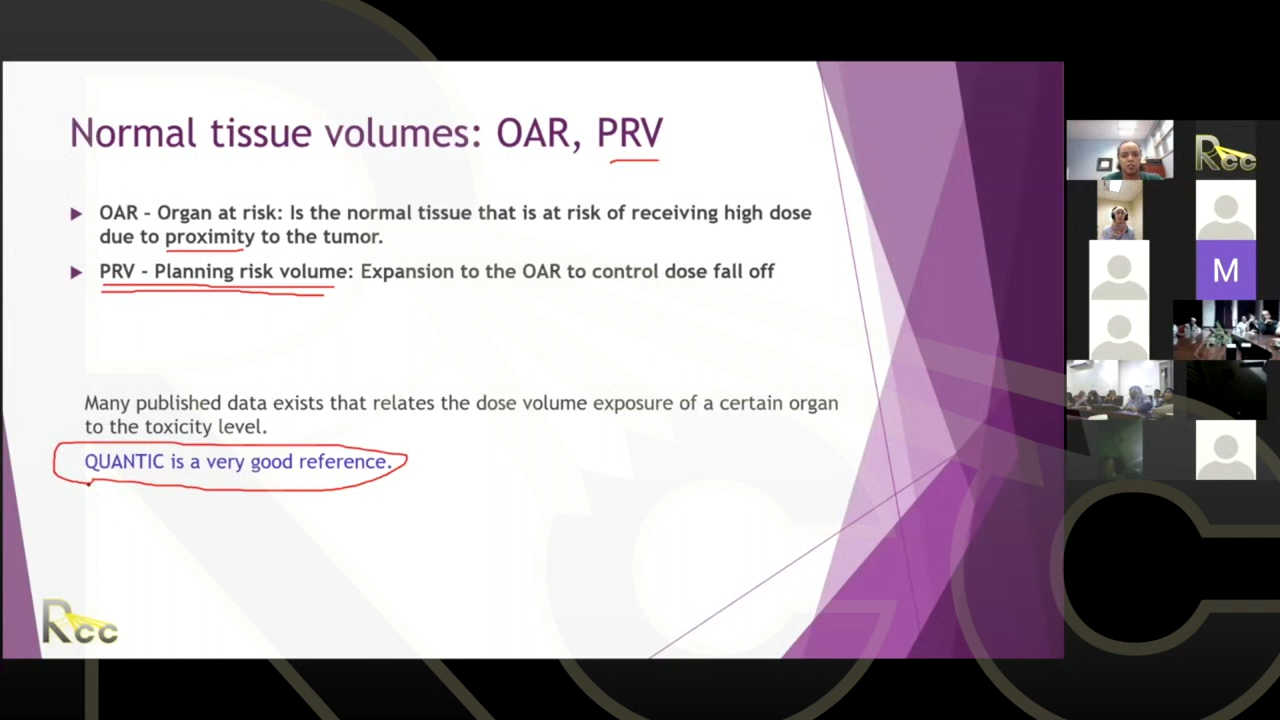 Normal tissue volumes: OAR, PRV
OAR - Organ at risk: Is the normal tissue that is at risk of receiving high dose
due to proximity to the tumor.
PRV - Planning risk volume: Expansion to the OAR to control dose fall off
Many published data exists that relates the dose volume exposure of a certain organ
to the toxicity level.
QUANTIC is a very good reference.
Rcc
Rcc
M
Rcc